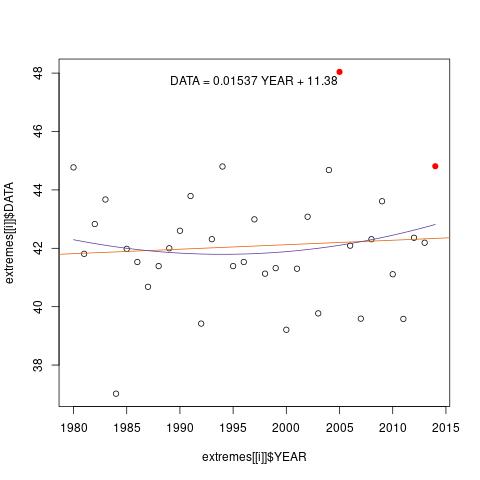 DATA = 0.01537 YEAR + 11.38
48
46
44
42
40
38
extremes[[i]]$DATA
1980 1985 1990 1995 2000 2005 2010 2015
extremes[[i]]$YEAR